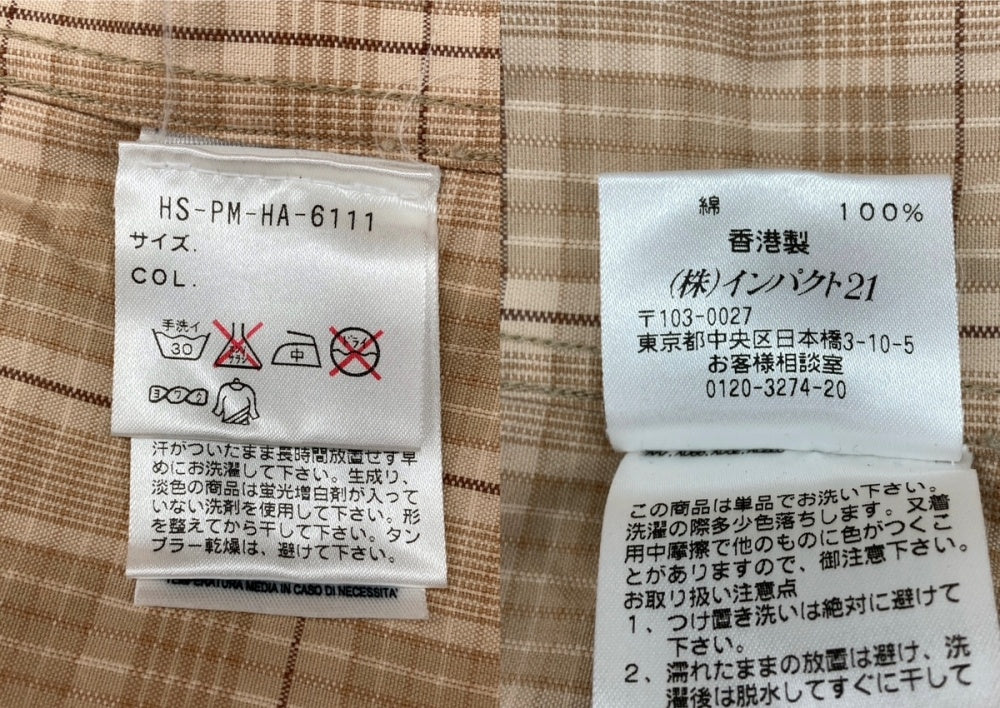 HS-PM-HA-6111
サイズ.
COL.
手洗イ
30
中
ドライ
ヨワク
汗がついたまま長時間放置せず早
めにお洗濯して下さい。生成り、
淡色の商品は蛍光増白剤が入って
いない洗剤を使用して下さい。形
を整えてから干して下さい。タン
ブラー乾燥は、避けて下さい。
TEMPERATURA MEDIA IN CASO DI NECESSITA'
綿 100%
香港製
(株)インパクト21
〒103-0027
東京都中央区日本橋3-10-5
お客様相談室
0120-3274-20
この商品は単品でお洗い下さい。
洗濯の際多少色落ちします。又着
用中摩擦で他のものに色がつくこ
とがありますので、御注意下さい。
お取り扱い注意点
1、つけ置き洗いは絶対に避けて
下さい。
2、濡れたままの放置は避け、洗
濯後は脱水してすぐに干して